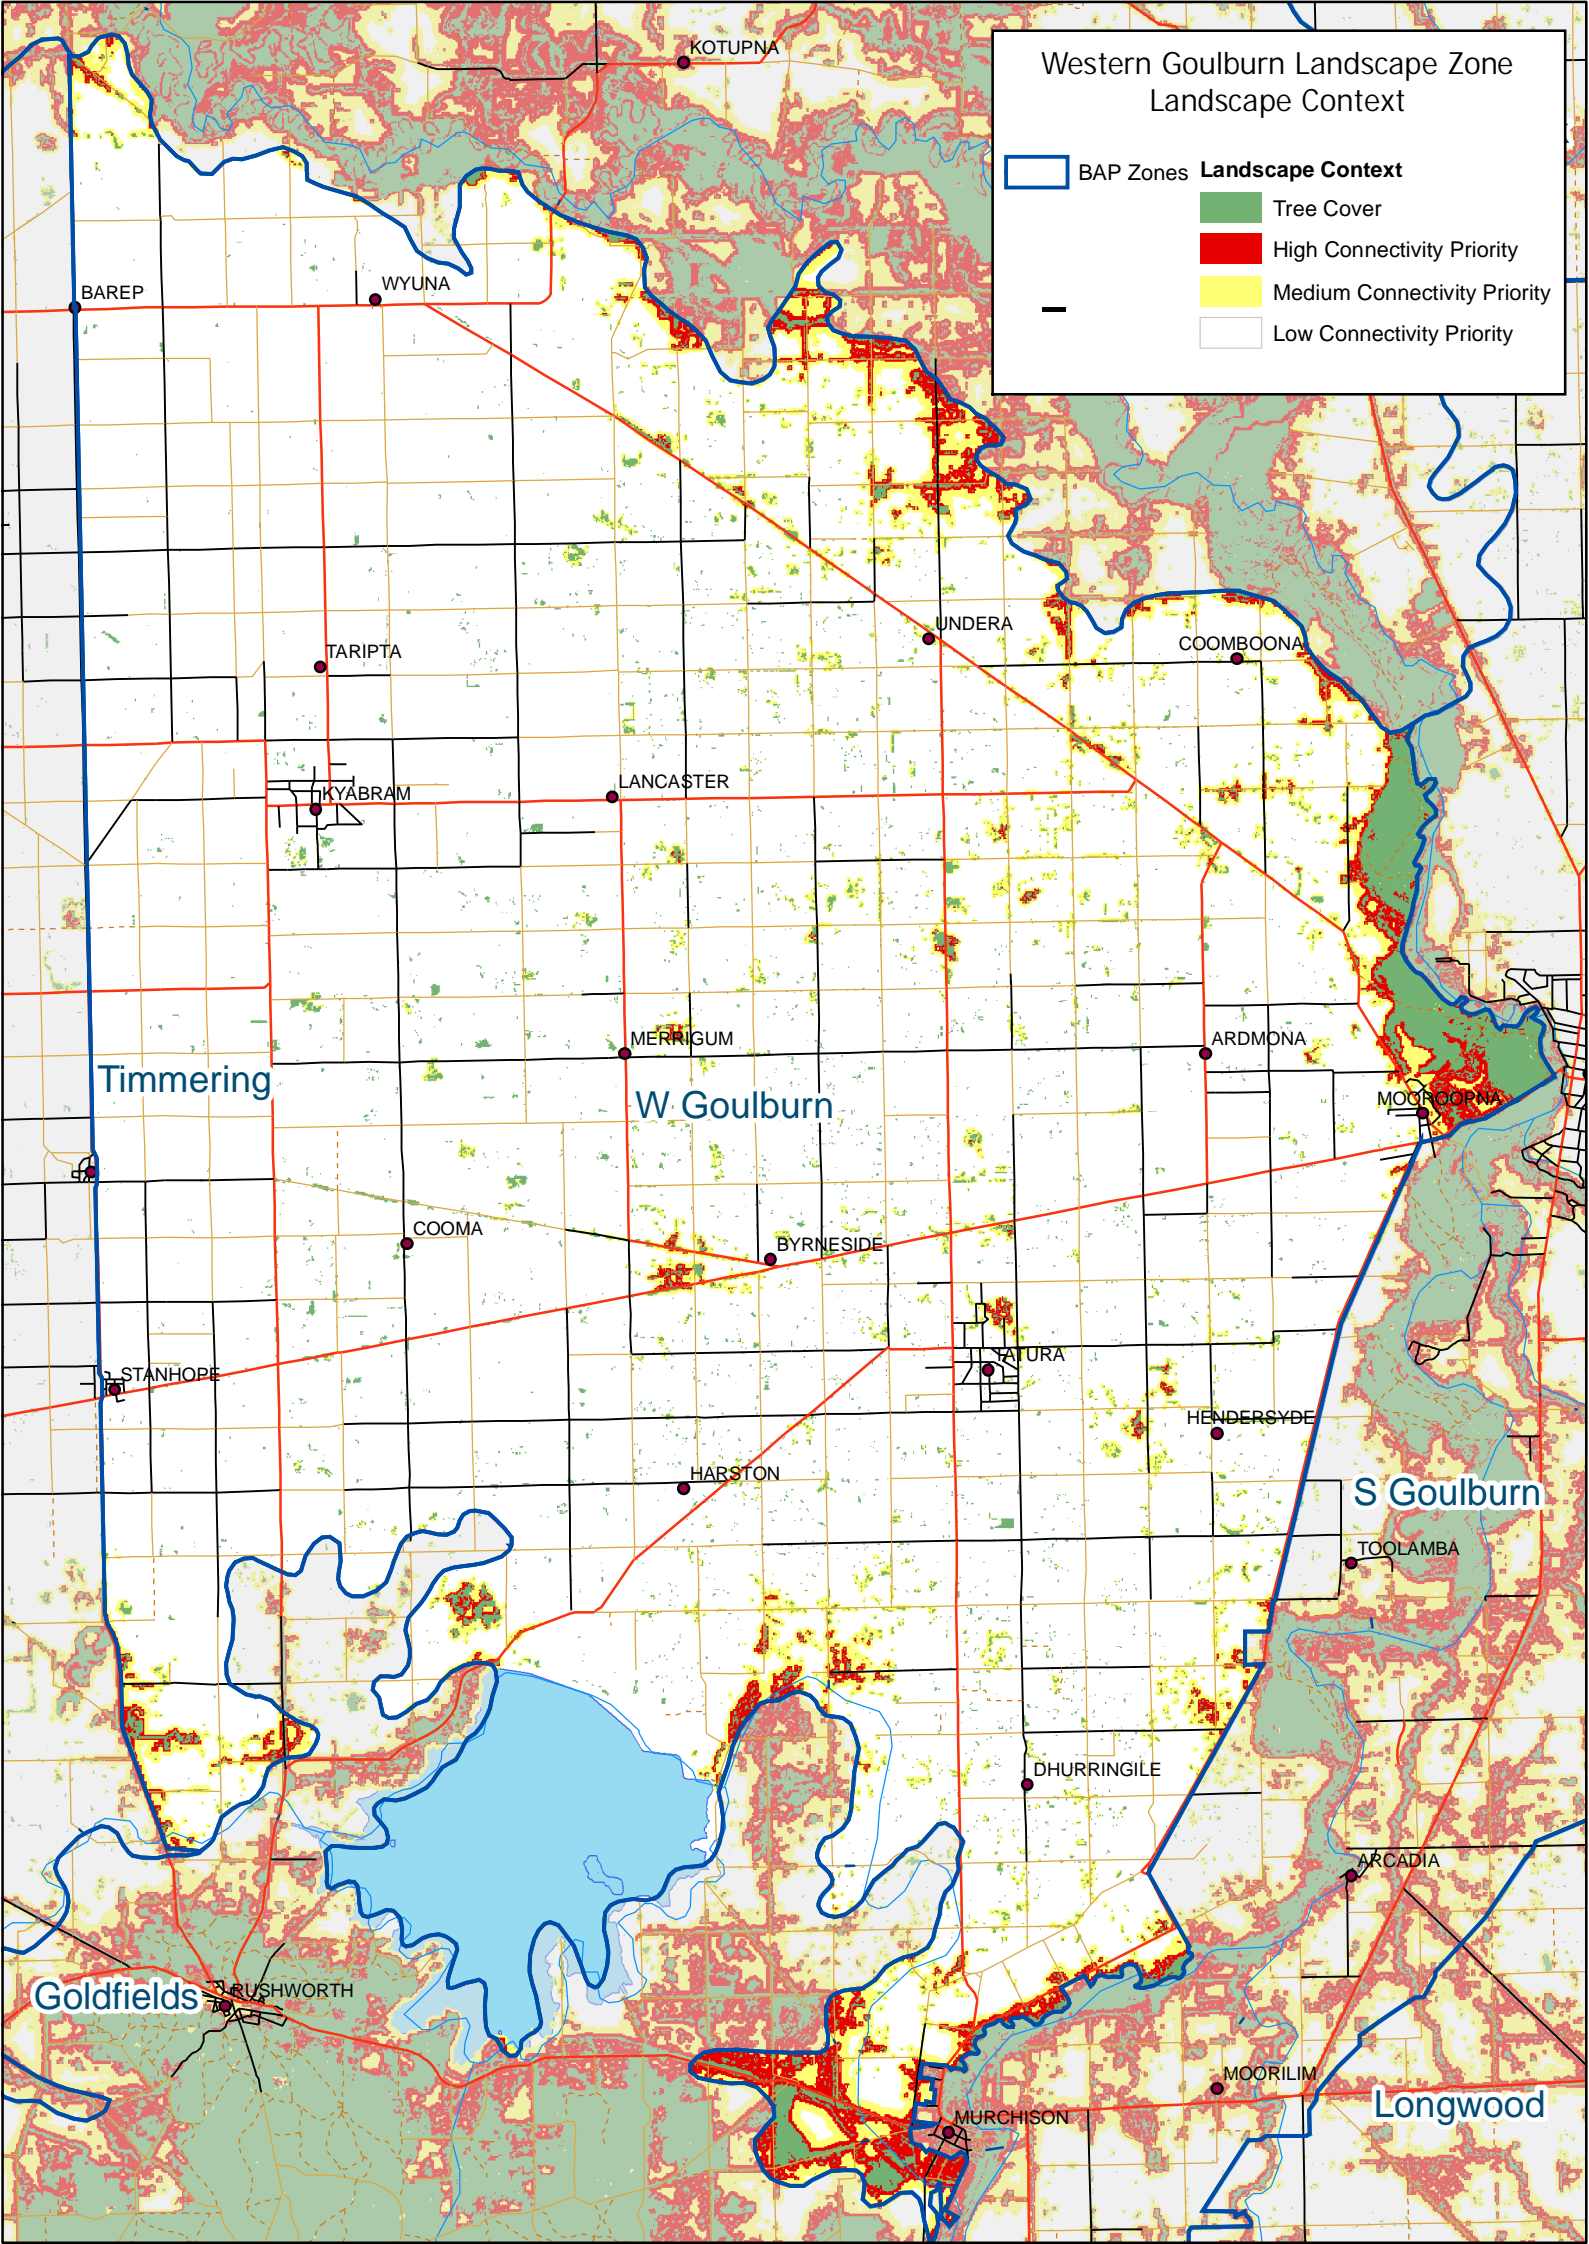 KOTUPNA
Western Goulburn Landscape Zone
Landscape Context
BAP Zones
Landscape Context
Tree Cover
High Connectivity Priority
Medium Connectivity Priority
Low Connectivity Priority
BAREP
WYUNA
UNDERA
COOMBOONA
TARIPTA
LANCASTER
KYABRAM
MERRIGUM
ARDMONA
Timmering
W Goulburn
MOOROOPNA
COOMA
BYRNESIDE
STANHOPE
TATURA
HENDERSYDE
HARSTON
S Goulburn
TOOLAMBA
DHURRINGILE
ARCADIA
Goldfields
RUSHWORTH
MOORILIM
Longwood
MURCHISON